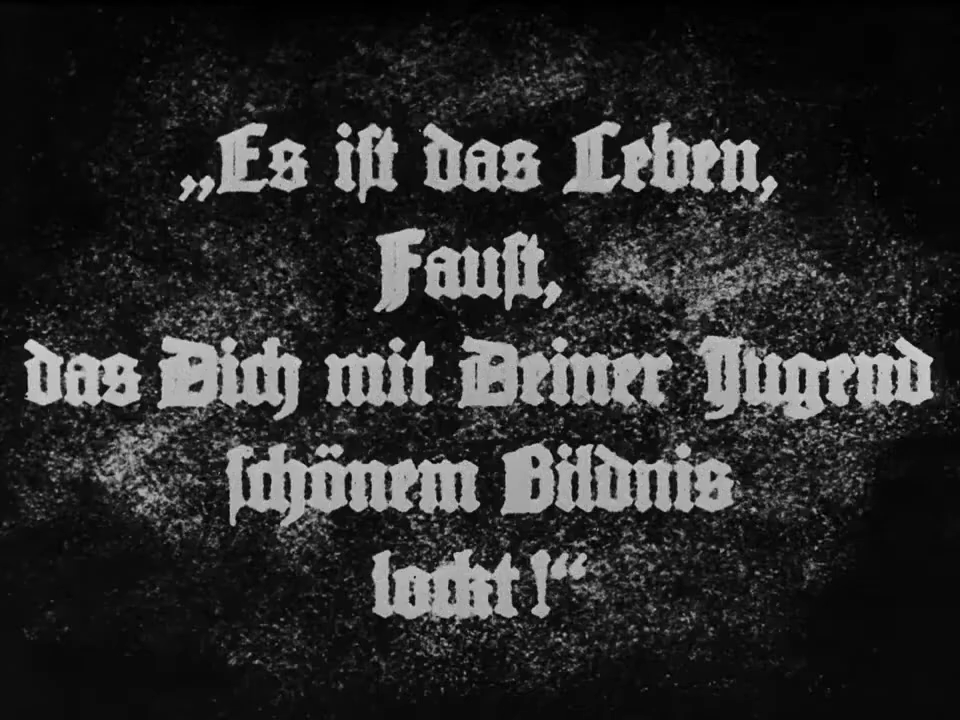 „Es ist das Leben,
Faust,
das Dich mit Deiner Jugend
schönem Bildnis
lockt!“